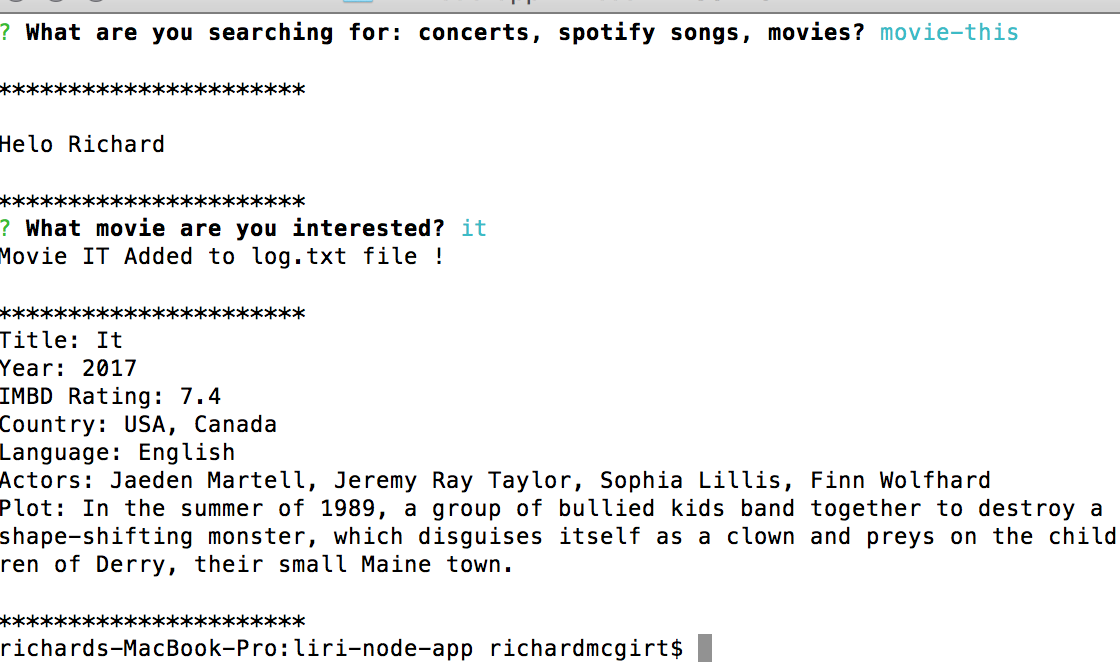 ? What are you searching for: concerts, spotify songs, movies? movie-this
**********************
Helo Richard
**********************
? What movie are you interested? it
Movie IT Added to log.txt file !
**********************
Title: It
Year: 2017
IMBD Rating: 7.4
Country: USA, Canada
Language: English
Actors: Jaeden Martell, Jeremy Ray Taylor, Sophia Lillis, Finn Wolfhard
Plot: In the summer of 1989, a group of bullied kids band together to destroy a
shape-shifting monster, which disguises itself as a clown and preys on the child
ren of Derry, their small Maine town.
**********************
richards-MacBook-Pro:liri-node-app richardmcgirt$